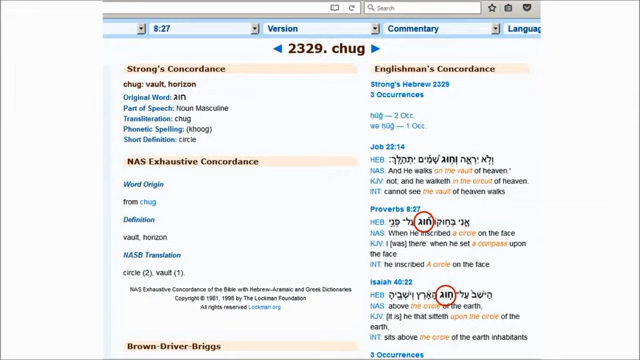 Search
8:27
Version
Commentary
Languag
2329. chug
Strong's Concordance
chug: vault, horizon
Original Word: חוּג
Part of Speech: Noun Masculine
Transliteration: chug
Phonetic Spelling: (khoog)
Short Definition: circle
NAS Exhaustive Concordance
Word Origin
from chug
Definition
vault, horizon
NASB Translation
circle (2), vault (1).
NAS Exhaustive Concordance of the Bible with Hebrew-Aramaic and Greek Dictionaries
Copyright © 1981, 1998 by The Lockman Foundation
All rights reserved Lockman.org
Brown-Driver-Briggs
Englishman's Concordance
Strong's Hebrew 2329
3 Occurrences
ḥūḡ — 2 Occ.
wə·ḥūḡ — 1 Occ.
Job 22:14
HEB: וְלֹ֣א יִרְאֶ֑ה וְח֥וּג שָׁ֝מַ֗יִם יִתְהַלָּֽךְ׃
NAS: And He walks on the vault of heaven.'
KJV: not; and he walketh in the circuit of heaven.
INT: cannot see the vault of heaven walks
Proverbs 8:27
HEB: אָ֑נִי בְּח֥וּקוֹ ח֝֗וּג עַל־ פְּנֵ֥י
NAS: When He inscribed a circle on the face
KJV: I [was] there: when he set a compass upon
the face
INT: he inscribed A circle on the face
Isaiah 40:22
HEB: הַיֹּשֵׁב֙ עַל־ ח֣וּג הָאָ֔רֶץ וְיֹשְׁבֶ֖יהָ
NAS: above the circle of the earth,
KJV: [It is] he that sitteth upon the circle of the
earth,
INT: sits above the circle of the earth inhabitants
3 Occurrences